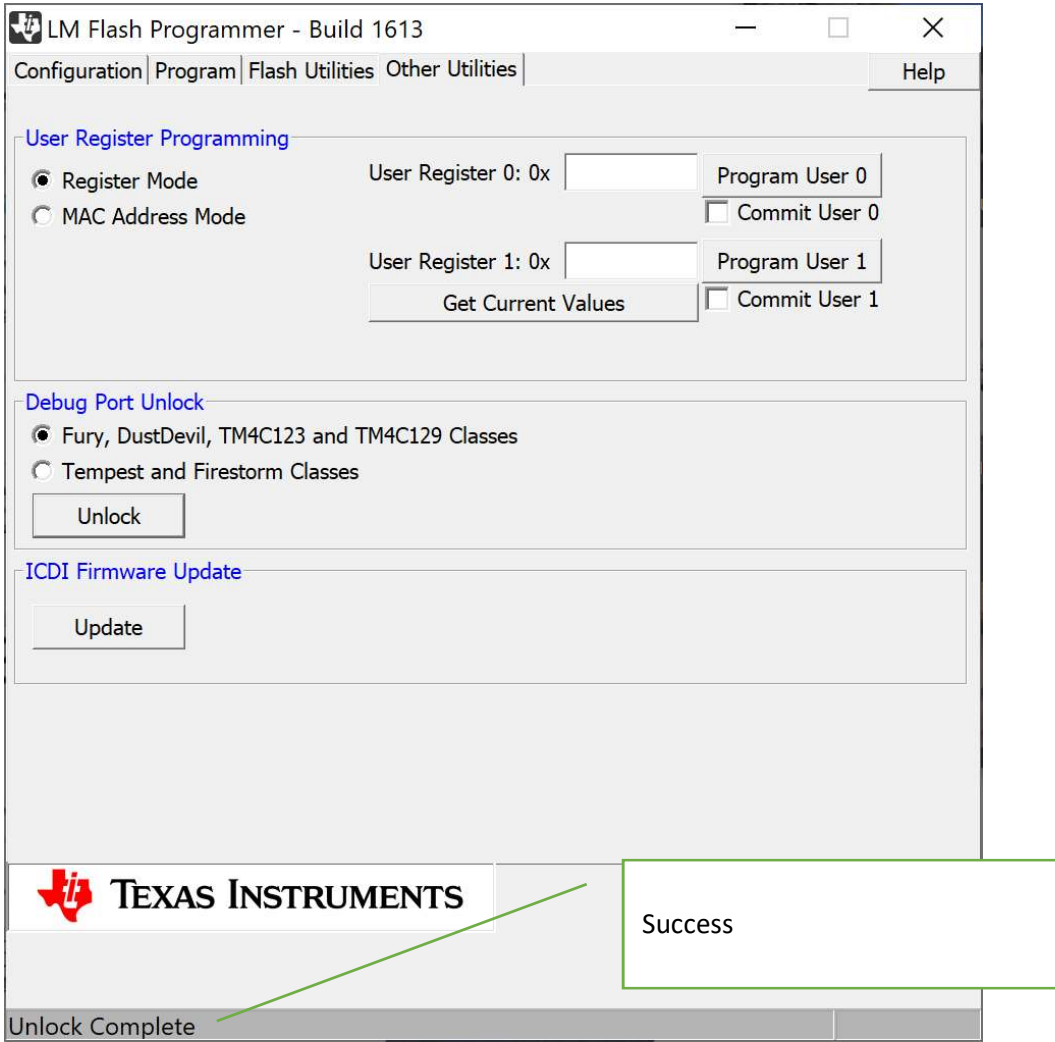 LM Flash Programmer - Build 1613
Configuration Program Flash Utilities Other Utilities Help
User Register Programming
Register Mode
MAC Address Mode
User Register 0: 0x Program User 0
Commit User 0
User Register 1: 0x Program User 1
Get Current Values Commit User 1
Debug Port Unlock
Fury, DustDevil, TM4C123 and TM4C129 Classes
Tempest and Firestorm Classes
Unlock
ICDI Firmware Update
Update
TEXAS INSTRUMENTS
Success
Unlock Complete